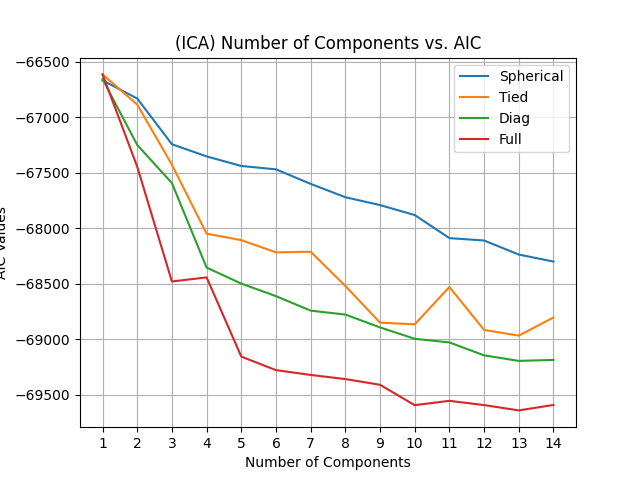 (ICA) Number of Components vs. AIC
−66500
−67000
−67500
−68000
−68500
−69000
−69500
AIC Values
Spherical
Tied
Diag
Full
1 2 3 4 5 6 7 8 9 10 11 12 13 14
Number of Components